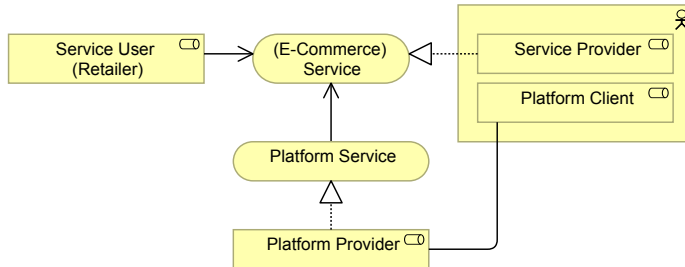 Service User
(Retailer)
(E-Commerce)
Service
Service Provider
Platform Client
Platform Service
Platform Provider